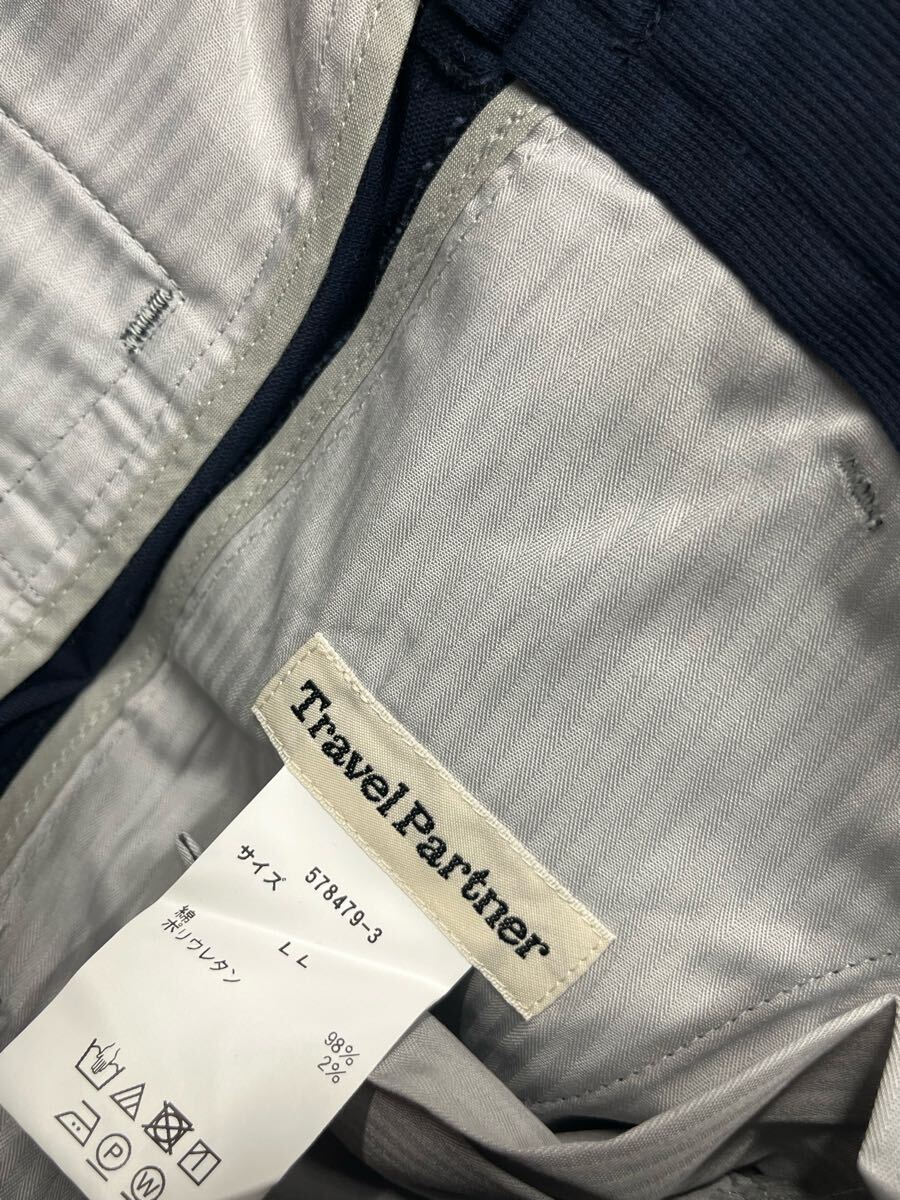 Travel Partner
578479-3
サイズ LL
綿 98%
ポリウレタン 2%
P
W